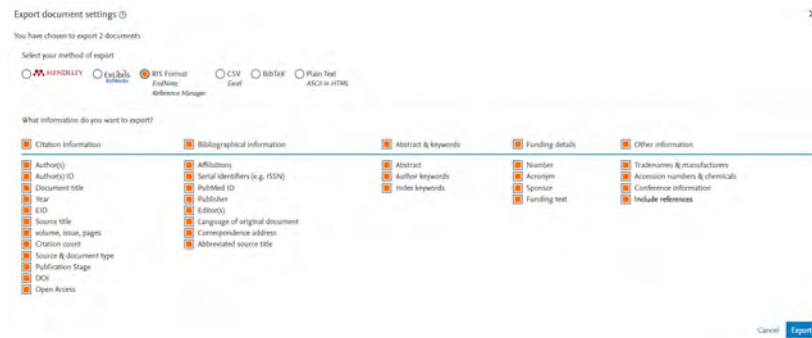 Export document settings
You have chosen to export 2 documents
Select your method of export
MENDELEY
ExLibris
RefWorks
RIS Format
EndNote,
Reference Manager
CSV
Excel
BibTeX
Plain Text
ASCII in HTML
What information do you want to export?
Citation information
Author(s)
Author(s) ID
Document title
Year
EID
Source title
volume, issue, pages
Citation count
Source & document type
Publication Stage
DOI
Open Access
Bibliographical information
Affiliations
Serial identifiers (e.g. ISSN)
PubMed ID
Publisher
Editor(s)
Language of original document
Correspondence address
Abbreviated source title
Abstract & keywords
Abstract
Author keywords
Index keywords
Funding details
Number
Acronym
Sponsor
Funding text
Other information
Tradenames & manufacturers
Accession numbers & chemicals
Conference information
Include references
Cancel
Export